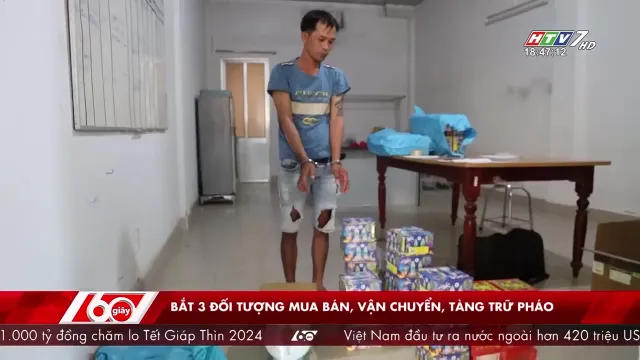 HTV7 HD
18:47:12
60 giây
BẮT 3 ĐỐI TƯỢNG MUA BÁN, VẬN CHUYỂN, TÀNG TRỮ PHÁO
1.000 tỷ đồng chăm lo Tết Giáp Thìn 2024 60 Việt Nam đầu tư ra nước ngoài hơn 420 triệu US